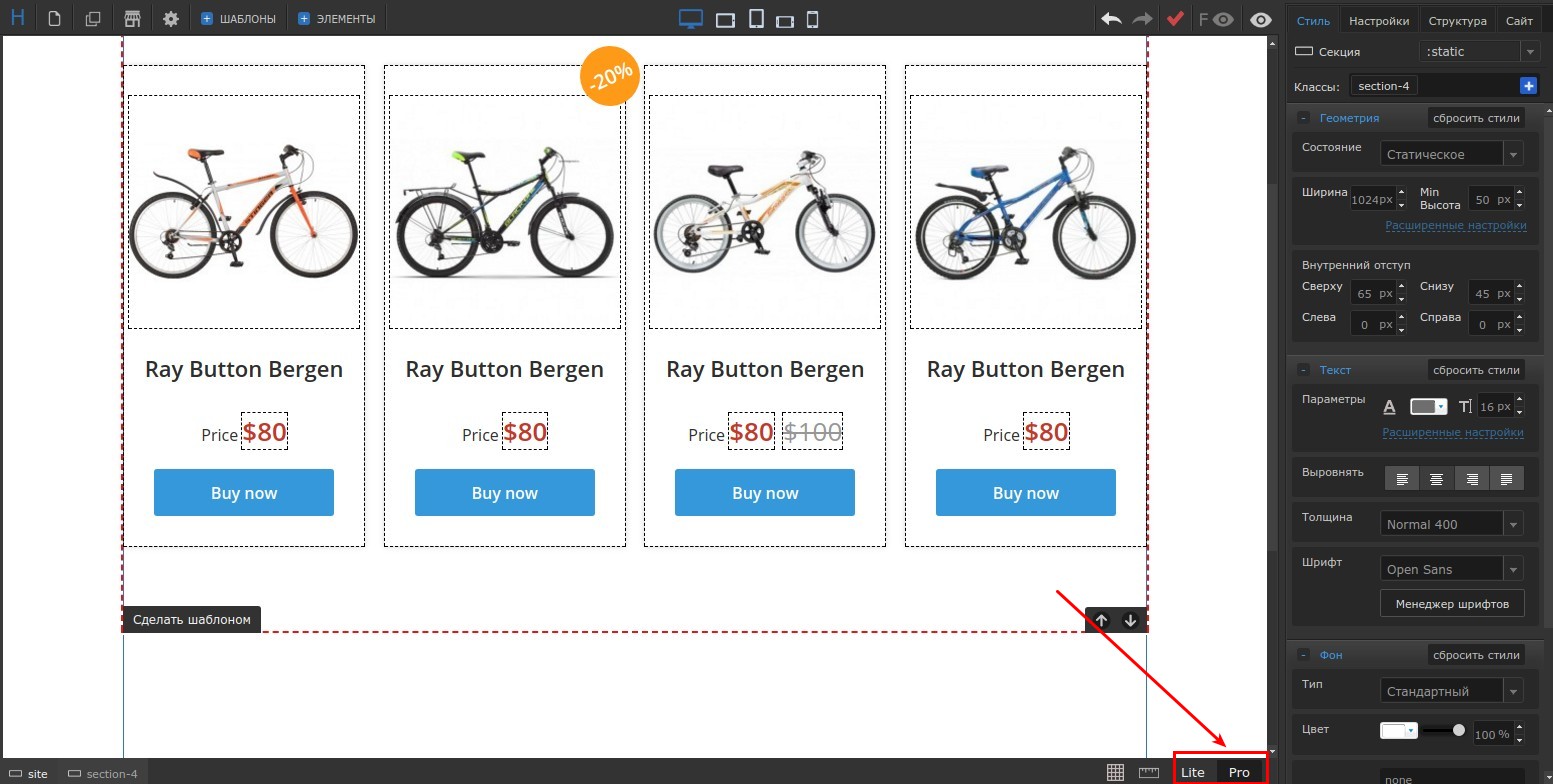 H
ШАБЛОНЫ
ЭЛЕМЕНТЫ
F
Стиль
Настройки
Структура
Сайт
Секция
:static
Классы:
section-4
- Геометрия
сбросить стили
Состояние
Статическое
Ширина
1024px
Min
Высота
50 px
Расширенные настройки
Внутренний отступ
Сверху
65 px
Снизу
45 px
Слева
0 px
Справа
0 px
- Текст
сбросить стили
Параметры
A
T
16 px
Расширенные настройки
Выровнять
Толщина
Normal 400
Шрифт
Open Sans
Менеджер шрифтов
- Фон
сбросить стили
Тип
Стандартный
Цвет
100 %
none
-20%
Ray Button Bergen
Price $80
Buy now
Ray Button Bergen
Price $80
Buy now
Ray Button Bergen
Price $80 $100
Buy now
Ray Button Bergen
Price $80
Buy now
Сделать шаблоном
site
section-4
Lite
Pro